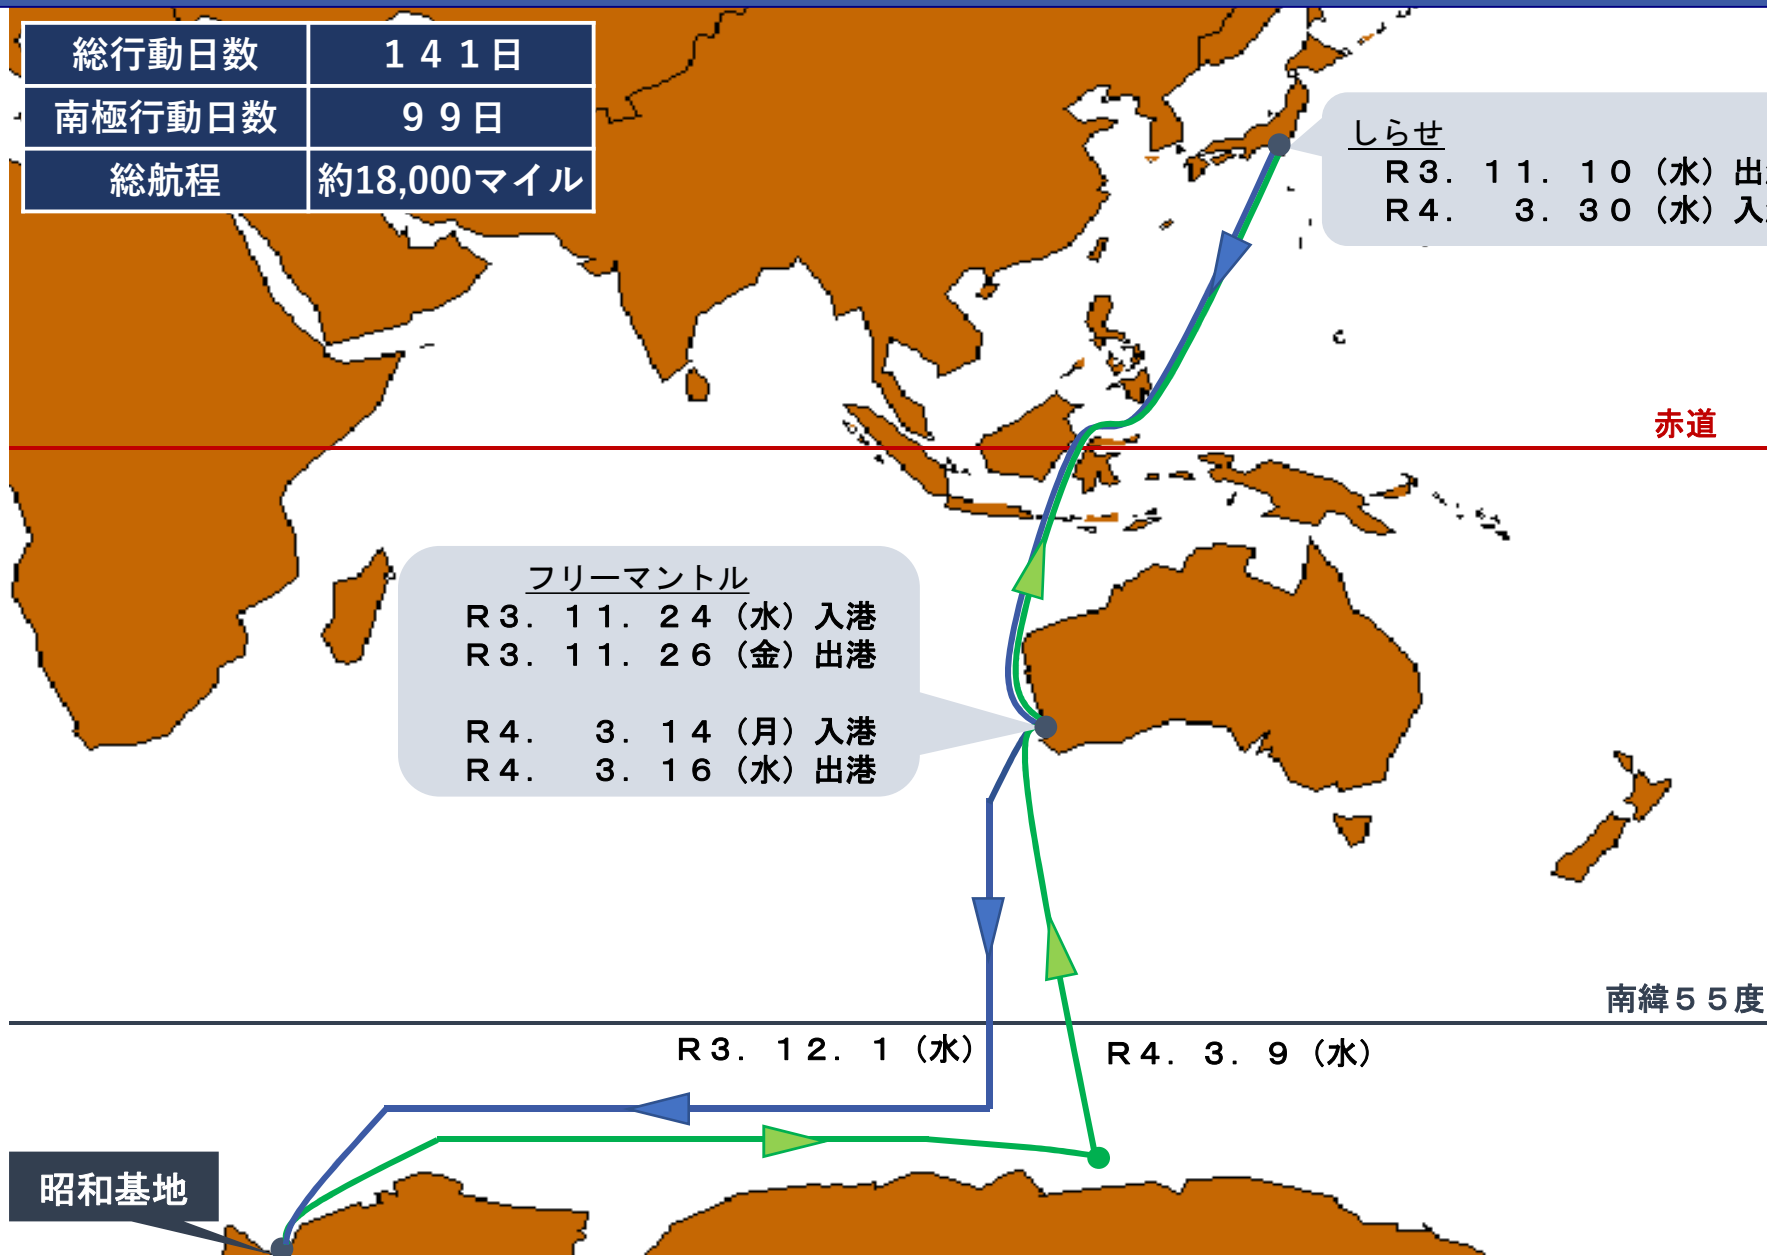 総行動日数 １４１日
南極行動日数 ９９日
総航程 約18,000マイル
しらせ
Ｒ３．１１．１０（水）出
Ｒ４．　３．３０（水）入
赤道
フリーマントル
Ｒ３．１１．２４（水）入港
Ｒ３．１１．２６（金）出港
Ｒ４．　３．１４（月）入港
Ｒ４．　３．１６（水）出港
南緯５５度
Ｒ３．１２．１（水）
Ｒ４．３．９（水）
昭和基地